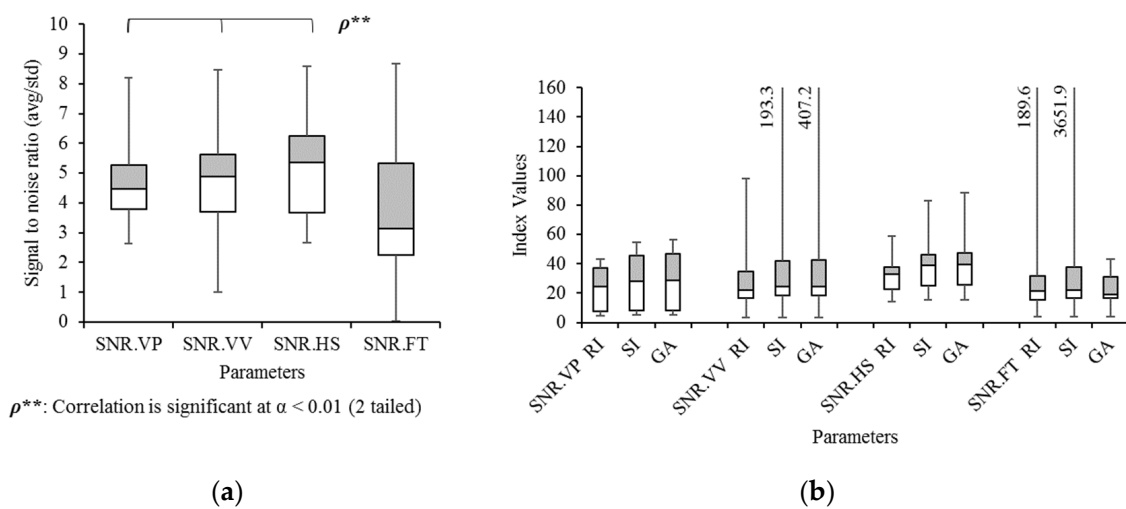 10
9
8
7
6
5
4
3
2
1
0
Signal to noise ratio (avg/std)
ρ**
SNR.VP SNR.VV SNR.HS SNR.FT
Parameters
ρ**: Correlation is significant at α < 0.01 (2 tailed)
(a)
160
140
120
100
80
60
40
20
0
Index Values
193.3
407.2
189.6
3651.9
SNR.VP RI
SI
GA
SNR.VV RI
SI
GA
SNR.HS RI
SI
GA
SNR.FT RI
SI
GA
Parameters
(b)